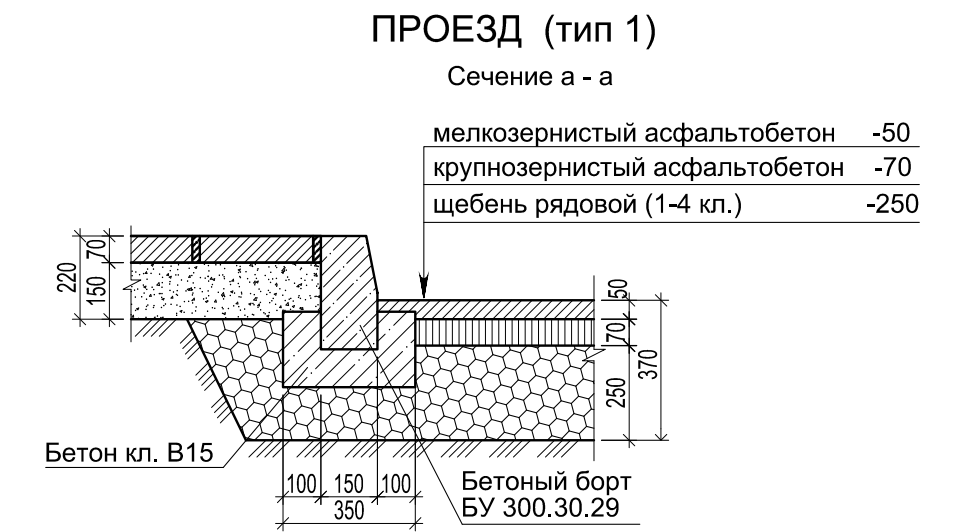 ПРОЕЗД (тип 1)
Сечение а - а
мелкозернистый асфальтобетон -50
крупнозернистый асфальтобетон -70
щебень рядовой (1-4 кл.) -250
220
70
150
50
70
250
370
Бетон кл. В15
100 150 100
350
Бетоный борт
БУ 300.30.29